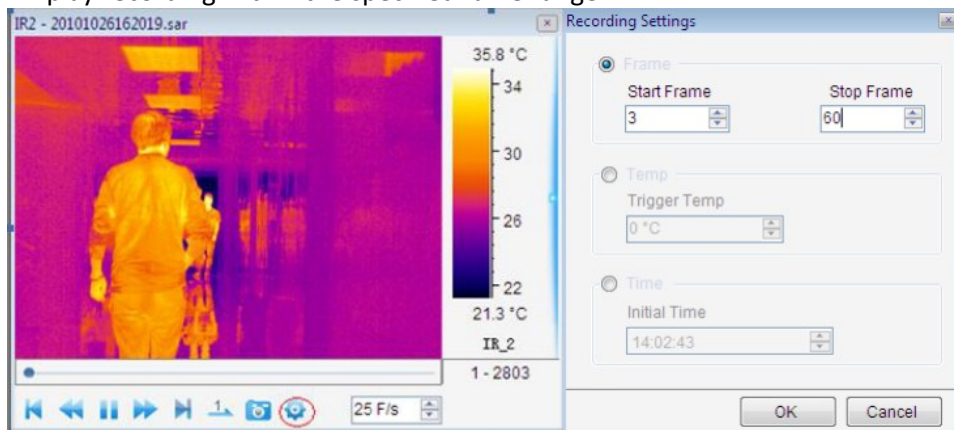 IR2 - 20101026162019.sar
35.8 °C
34
30
26
22
21.3 °C
IR_2
1 - 2803
1
25 F/s
Recording Settings
Frame
Start Frame
Stop Frame
3
60
Temp
Trigger Temp
0 °C
Time
Initial Time
14:02:43
OK
Cancel